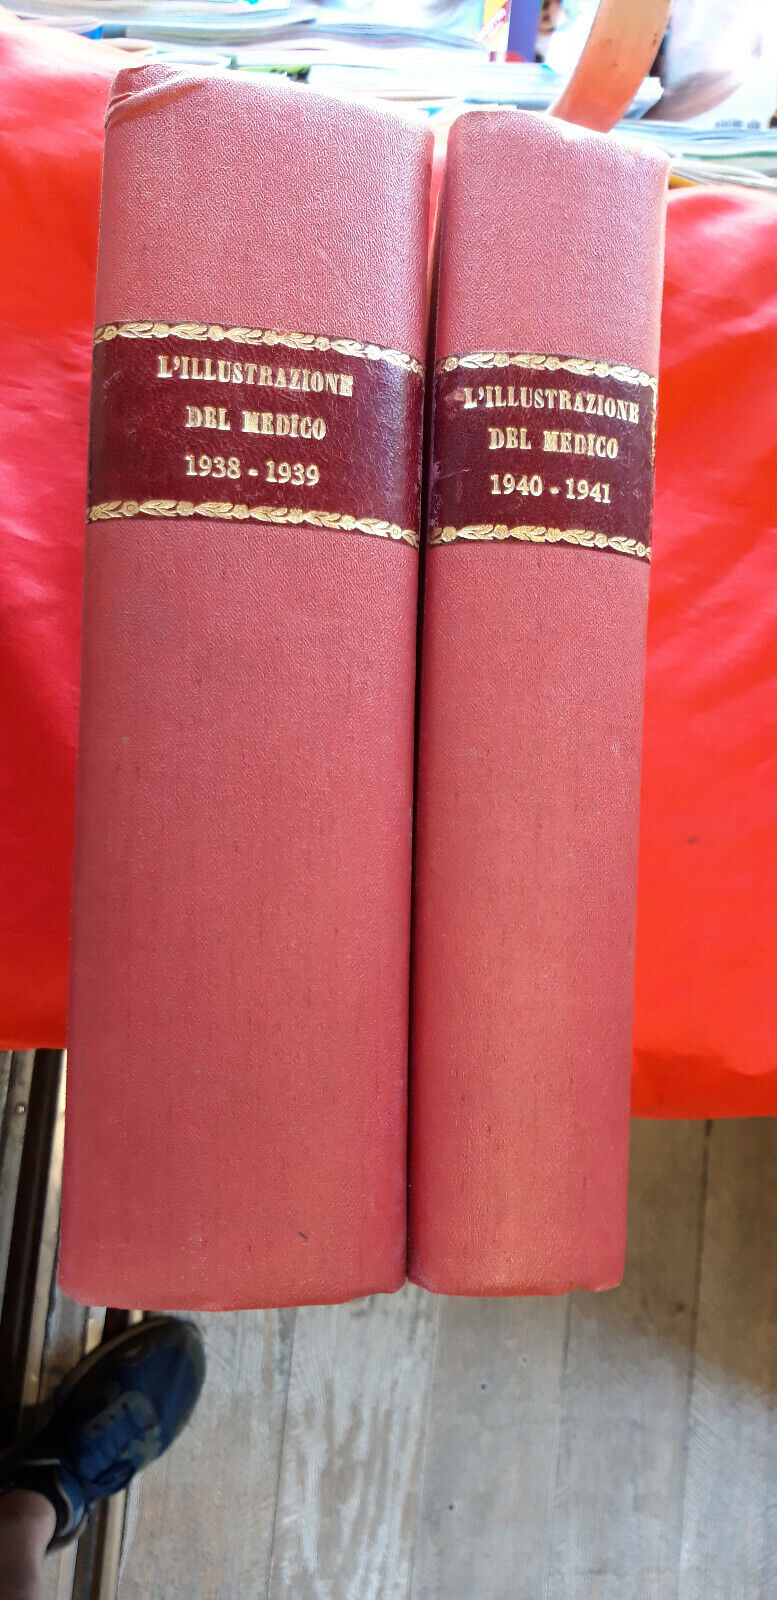 L'ILLUSTRAZIONE
DEL MEDICO
1938 - 1939
L'ILLUSTRAZIONE
DEL MEDICO
1940 - 1941